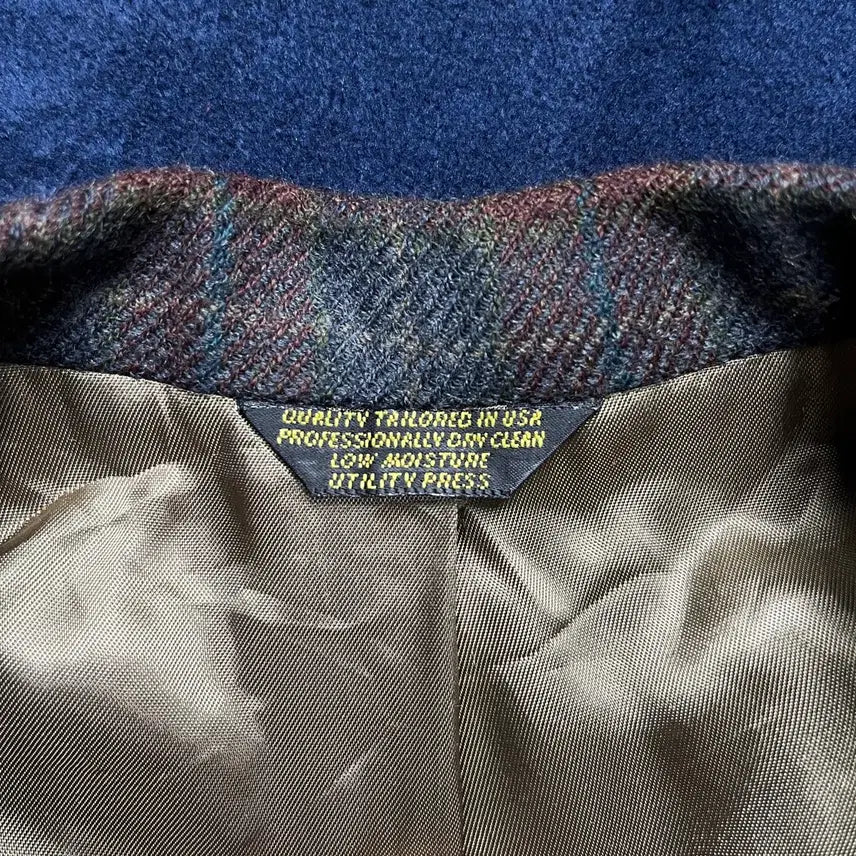 QUALITY TAILORED IN USA
PROFESSIONALLY DRY CLEAN
LOW MOISTURE
UTILITY PRESS